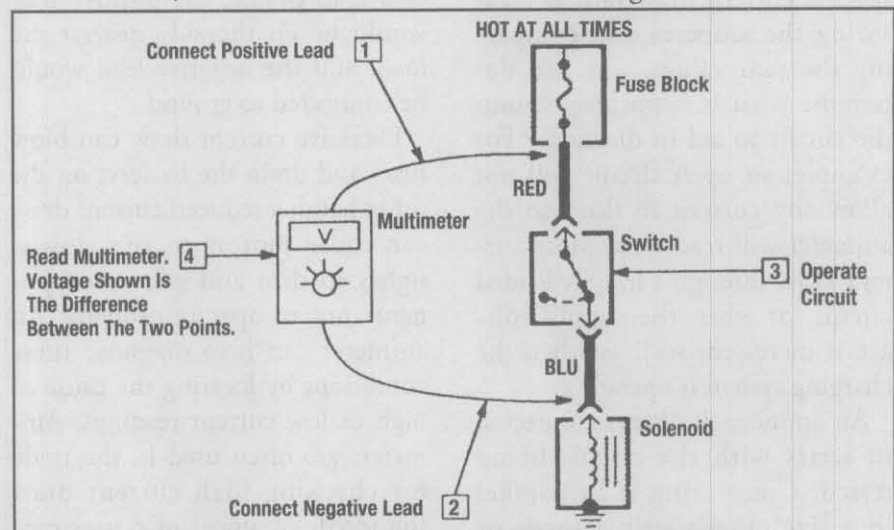 HOT AT ALL TIMES
Connect Positive Lead 1
Fuse Block
RED
Multimeter
V
Switch
Read Multimeter. 4
Voltage Shown Is
The Difference
Between The Two Points.
3 Operate
Circuit
BLU
Solenoid
Connect Negative Lead 2